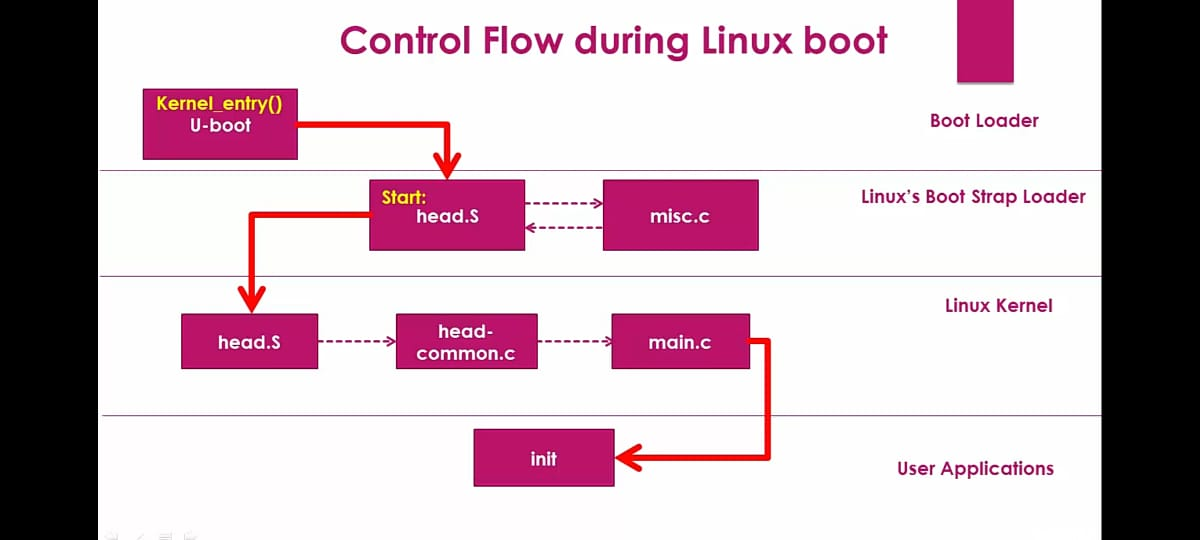 Control Flow during Linux boot
Kernel_entry()
U-boot
Boot Loader
Start:
head.S
misc.c
Linux's Boot Strap Loader
Linux Kernel
head.S
head-
common.c
main.c
init
User Applications